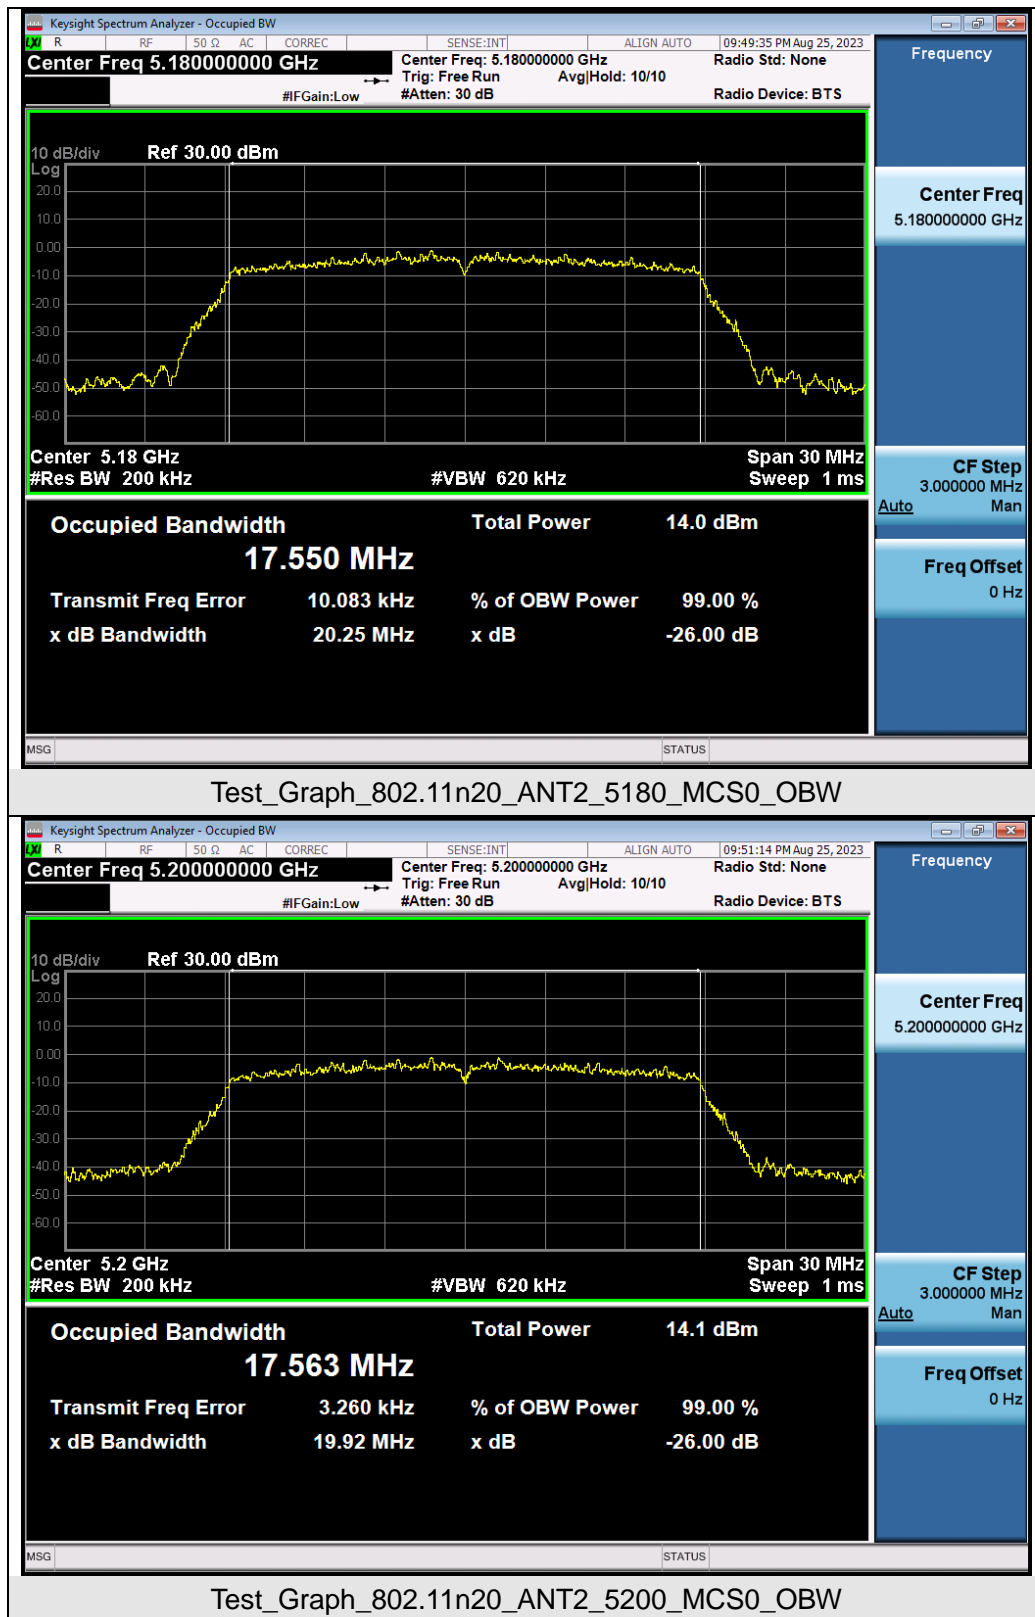 Keysight Spectrum Analyzer - Occupied BW
LXI R RF 50 Ω AC CORREC SENSE:INT ALIGN AUTO 09:49:35 PM Aug 25, 2023
Center Freq 5.180000000 GHz
Center Freq: 5.180000000 GHz Radio Std: None
Trig: Free Run Avg|Hold: 10/10
#IFGain:Low #Atten: 30 dB Radio Device: BTS
10 dB/div Ref 30.00 dBm
Log
20.0
10.0
0.00
-10.0
-20.0
-30.0
-40.0
-50.0
-60.0
Center 5.18 GHz Span 30 MHz
#Res BW 200 kHz #VBW 620 kHz Sweep 1 ms
Occupied Bandwidth Total Power 14.0 dBm
17.550 MHz
Transmit Freq Error 10.083 kHz % of OBW Power 99.00 %
x dB Bandwidth 20.25 MHz x dB -26.00 dB
Frequency
Center Freq
5.180000000 GHz
CF Step
3.000000 MHz
Auto Man
Freq Offset
0 Hz
MSG STATUS
Test_Graph_802.11n20_ANT2_5180_MCS0_OBW
Keysight Spectrum Analyzer - Occupied BW
LXI R RF 50 Ω AC CORREC SENSE:INT ALIGN AUTO 09:51:14 PM Aug 25, 2023
Center Freq 5.200000000 GHz
Center Freq: 5.200000000 GHz Radio Std: None
Trig: Free Run Avg|Hold: 10/10
#IFGain:Low #Atten: 30 dB Radio Device: BTS
10 dB/div Ref 30.00 dBm
Log
20.0
10.0
0.00
-10.0
-20.0
-30.0
-40.0
-50.0
-60.0
Center 5.2 GHz Span 30 MHz
#Res BW 200 kHz #VBW 620 kHz Sweep 1 ms
Occupied Bandwidth Total Power 14.1 dBm
17.563 MHz
Transmit Freq Error 3.260 kHz % of OBW Power 99.00 %
x dB Bandwidth 19.92 MHz x dB -26.00 dB
Frequency
Center Freq
5.200000000 GHz
CF Step
3.000000 MHz
Auto Man
Freq Offset
0 Hz
MSG STATUS
Test_Graph_802.11n20_ANT2_5200_MCS0_OBW